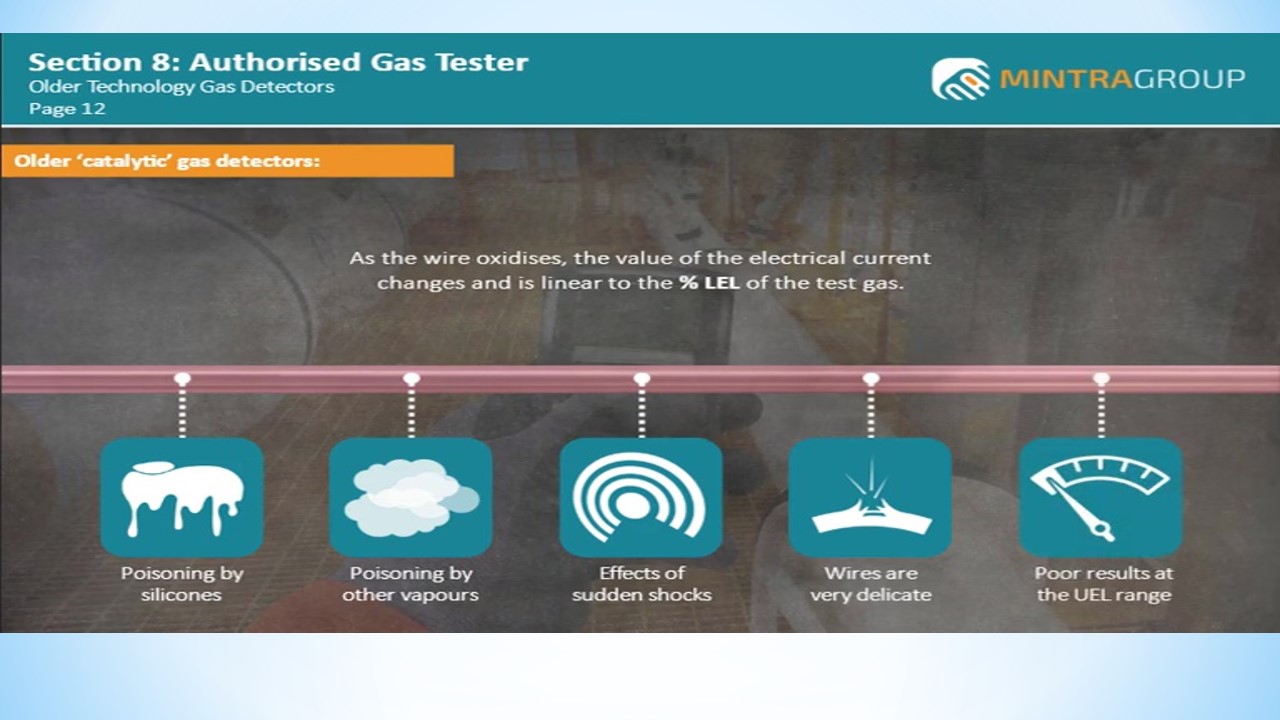 Section 8: Authorised Gas Tester
Older Technology Gas Detectors
Page 12
MINTRAGROUP
Older ‘catalytic’ gas detectors:
As the wire oxidises, the value of the electrical current
changes and is linear to the % LEL of the test gas.
Poisoning by
silicones
Poisoning by
other vapours
Effects of
sudden shocks
Wires are
very delicate
Poor results at
the UEL range